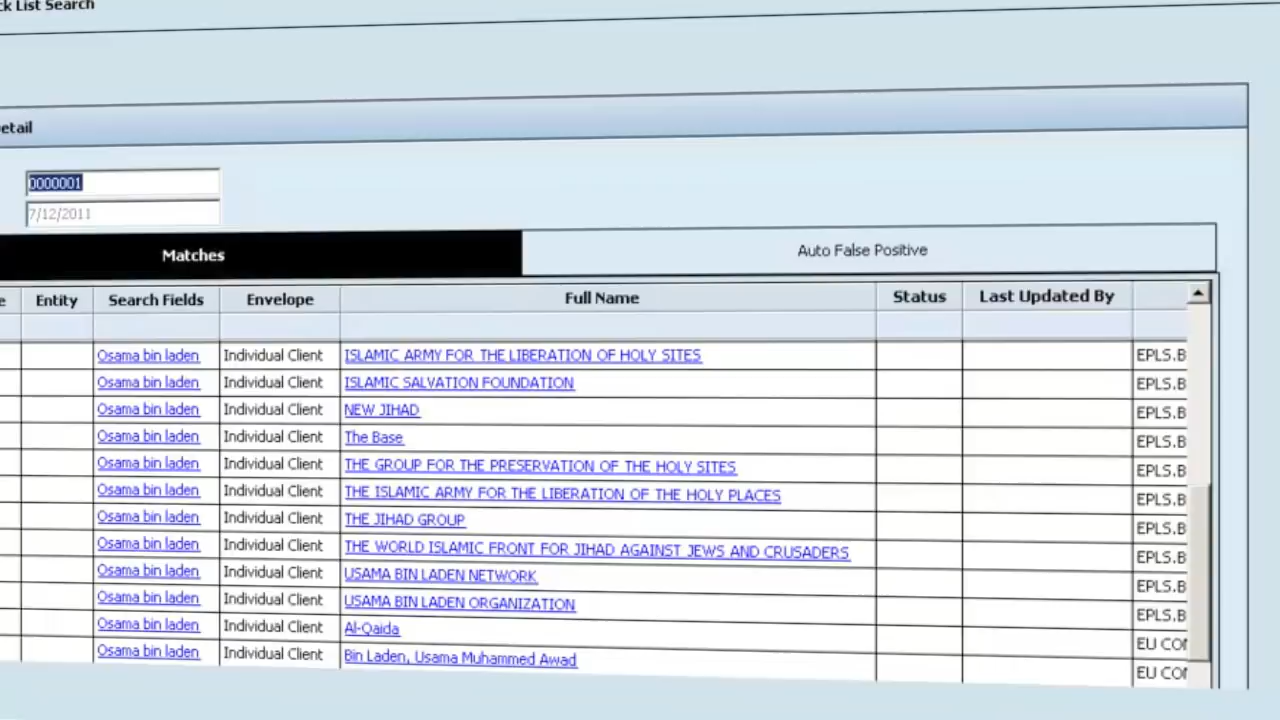 ck List Search
etail
0000001
7/12/2011
Matches Auto False Positive
e Entity Search Fields Envelope Full Name Status Last Updated By
Osama bin laden Individual Client ISLAMIC ARMY FOR THE LIBERATION OF HOLY SITES EPLS.B
Osama bin laden Individual Client ISLAMIC SALVATION FOUNDATION EPLS.B
Osama bin laden Individual Client NEW JIHAD EPLS.B
Osama bin laden Individual Client The Base EPLS.B
Osama bin laden Individual Client THE GROUP FOR THE PRESERVATION OF THE HOLY SITES EPLS.B
Osama bin laden Individual Client THE ISLAMIC ARMY FOR THE LIBERATION OF THE HOLY PLACES EPLS.B
Osama bin laden Individual Client THE JIHAD GROUP EPLS.B
Osama bin laden Individual Client THE WORLD ISLAMIC FRONT FOR JIHAD AGAINST JEWS AND CRUSADERS EPLS.B
Osama bin laden Individual Client USAMA BIN LADEN NETWORK EPLS.B
Osama bin laden Individual Client USAMA BIN LADEN ORGANIZATION EPLS.B
Osama bin laden Individual Client Al-Qaida EU CON
Osama bin laden Individual Client Bin Laden, Usama Muhammed Awad EU CON